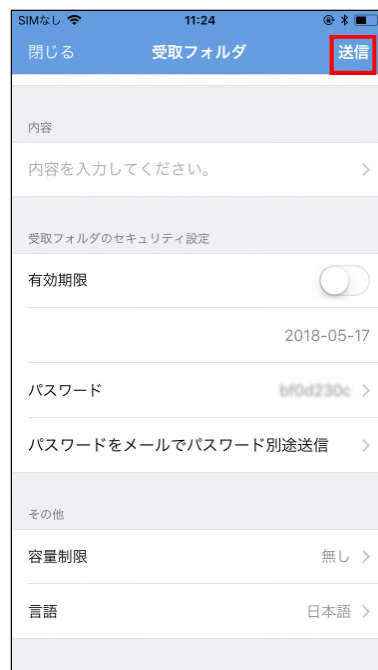 SIMなし 11:24
閉じる 受取フォルダ 送信
内容
内容を入力してください。
受取フォルダのセキュリティ設定
有効期限
2018-05-17
パスワード
パスワードをメールでパスワード別途送信
その他
容量制限 無し
言語 日本語